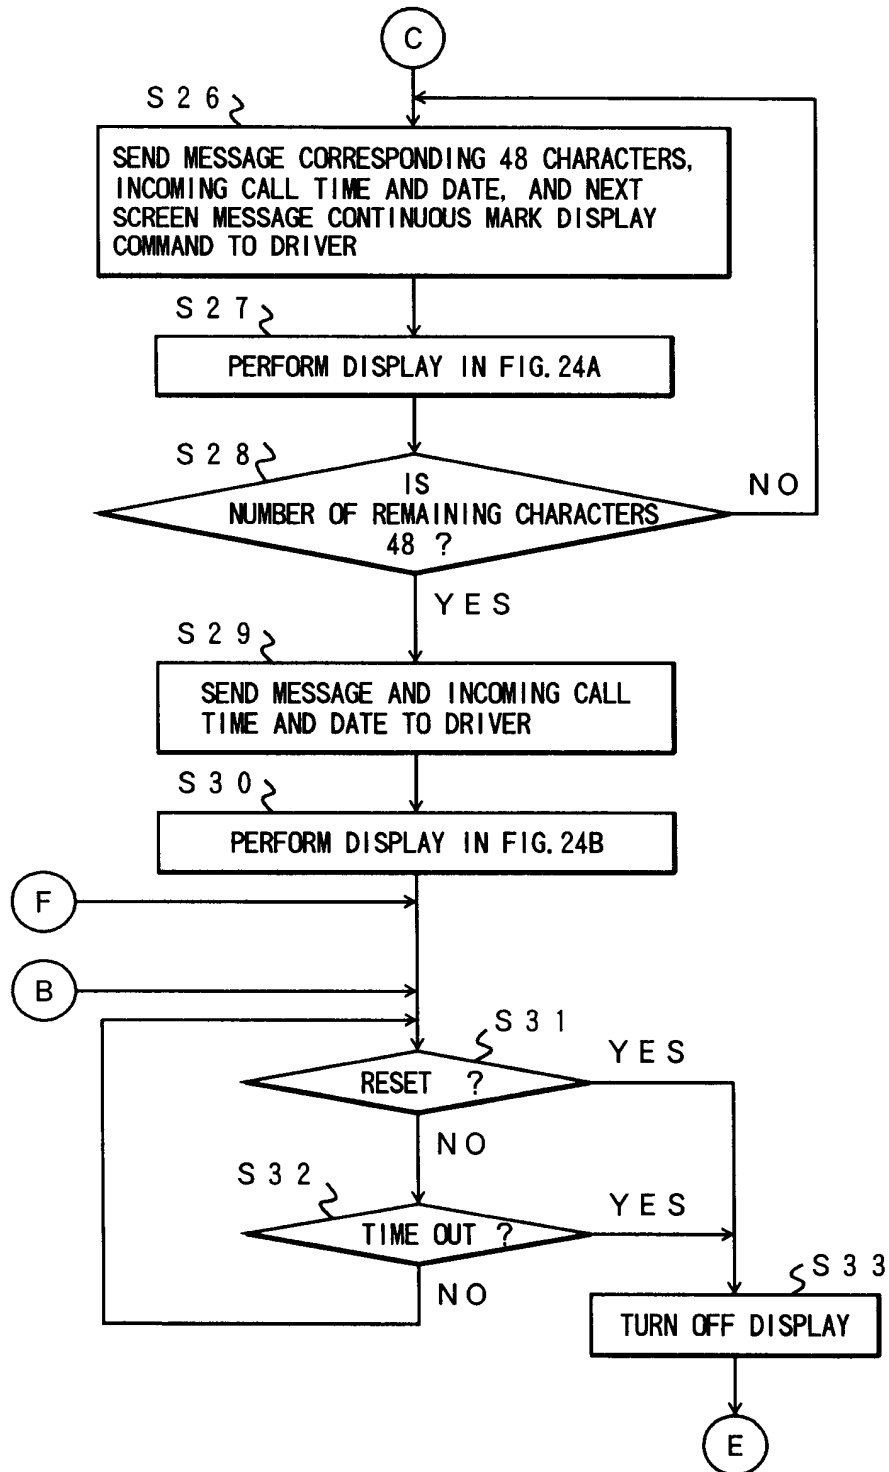 C
S26
SEND MESSAGE CORRESPONDING 48 CHARACTERS,
INCOMING CALL TIME AND DATE, AND NEXT
SCREEN MESSAGE CONTINUOUS MARK DISPLAY
COMMAND TO DRIVER
S27
PERFORM DISPLAY IN FIG.24A
S28
IS
NUMBER OF REMAINING CHARACTERS
48 ?
NO
YES
S29
SEND MESSAGE AND INCOMING CALL
TIME AND DATE TO DRIVER
S30
PERFORM DISPLAY IN FIG.24B
F
B
S31
RESET ?
YES
NO
S32
TIME OUT ?
YES
NO
S33
TURN OFF DISPLAY
E